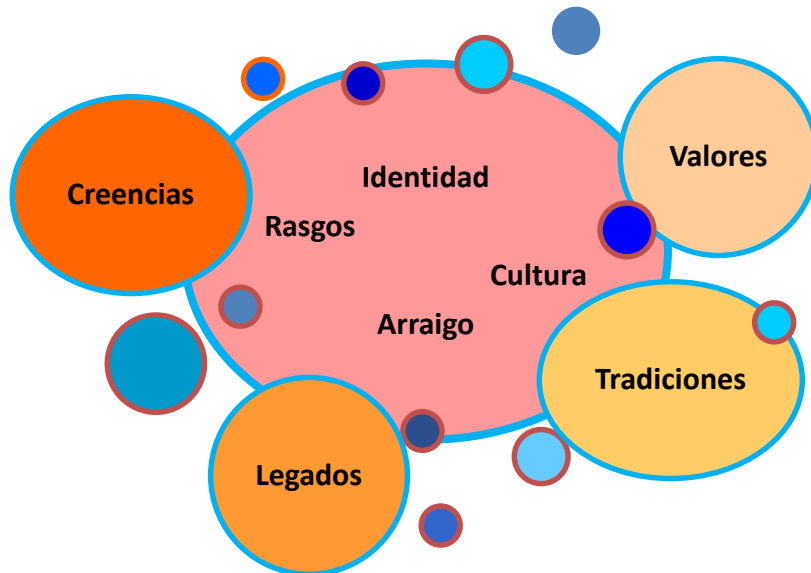 Valores
Identidad
Creencias
Rasgos
Cultura
Arraigo
Tradiciones
Legados